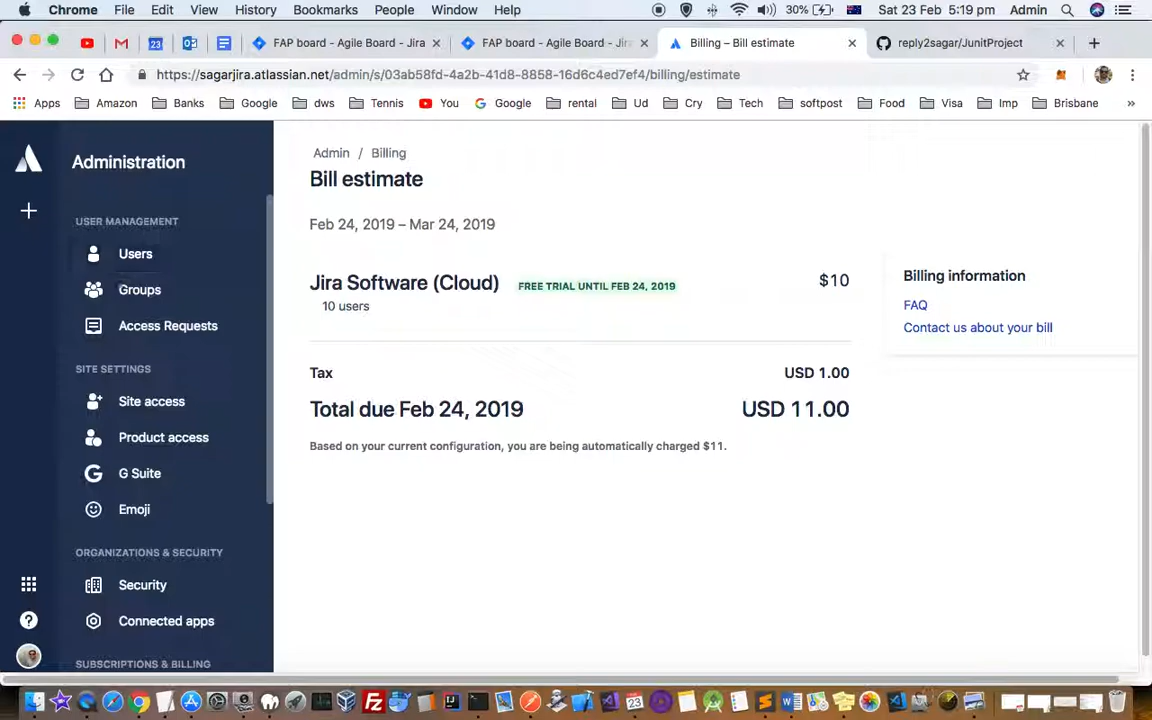 Chrome File Edit View History Bookmarks People Window Help 30% Sat 23 Feb 5:19 pm Admin
23 FAP board - Agile Board - Jira FAP board - Agile Board - Jira Billing – Bill estimate reply2sagar/JunitProject
https://sagarjira.atlassian.net/admin/s/03ab58fd-4a2b-41d8-8858-16d6c4ed7ef4/billing/estimate
Apps Amazon Banks Google dws Tennis You Google rental Ud Cry Tech softpost Food Visa Imp Brisbane »
Administration
USER MANAGEMENT
Users
Groups
Access Requests
SITE SETTINGS
Site access
Product access
G Suite
Emoji
ORGANIZATIONS & SECURITY
Security
Connected apps
SUBSCRIPTIONS & BILLING
Admin / Billing
Bill estimate
Feb 24, 2019 – Mar 24, 2019
Jira Software (Cloud) FREE TRIAL UNTIL FEB 24, 2019 $10
10 users
Tax USD 1.00
Total due Feb 24, 2019 USD 11.00
Based on your current configuration, you are being automatically charged $11.
Billing information
FAQ
Contact us about your bill
23